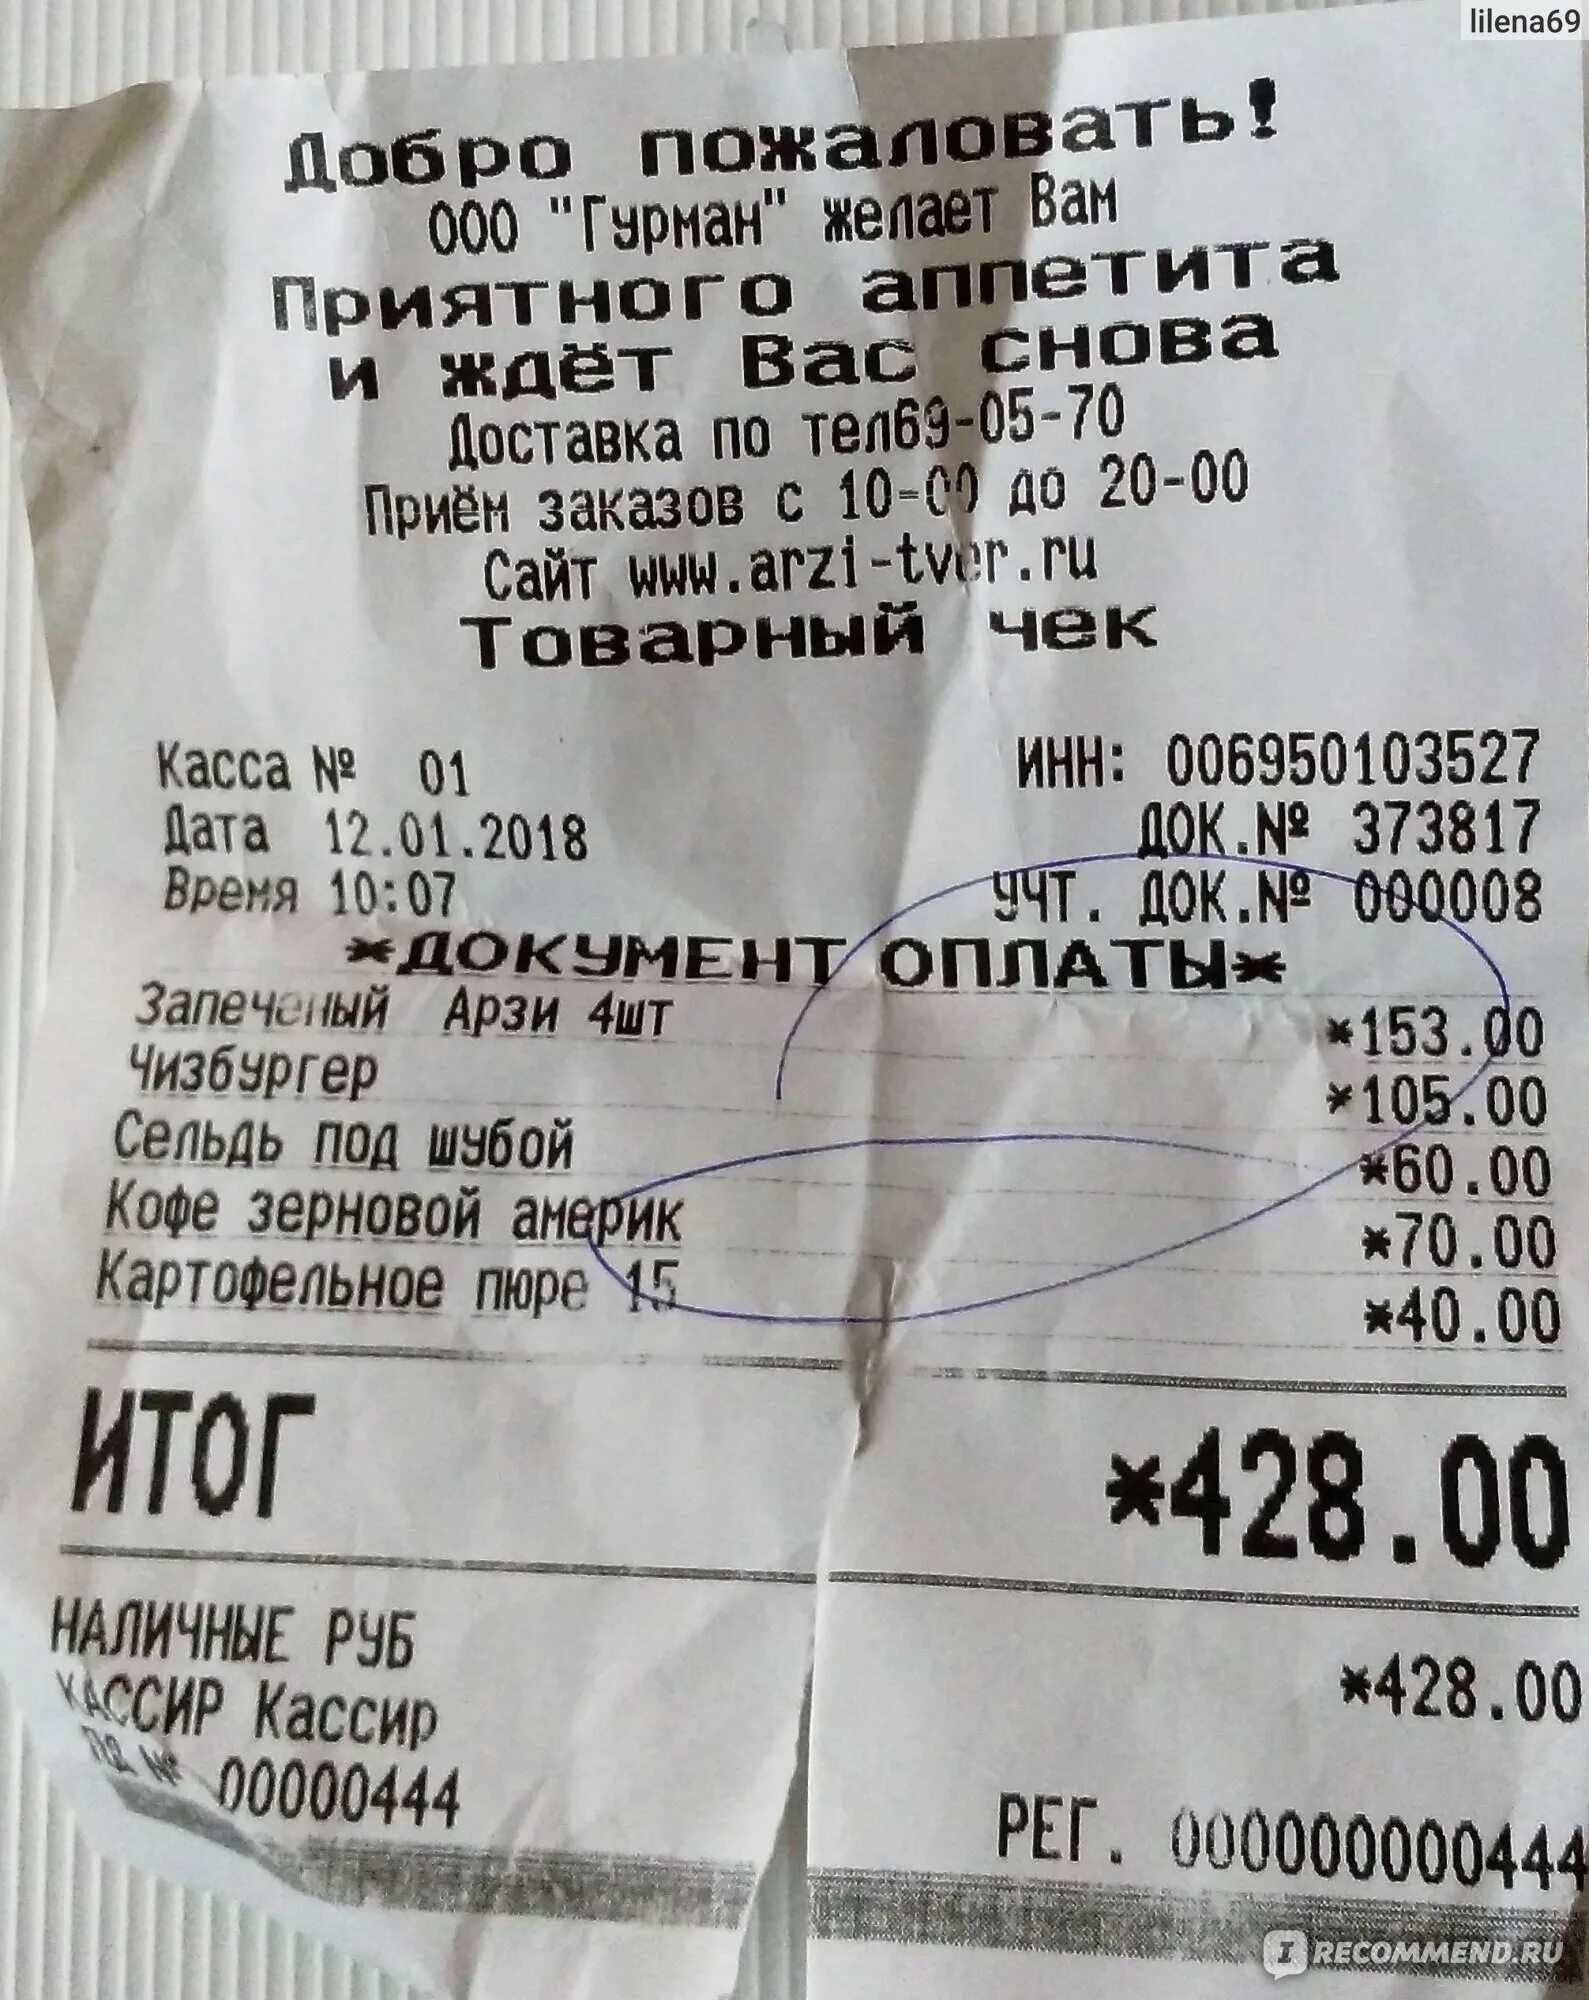 lilena69
Добро пожаловать!
ООО "Гурман" желает Вам
Приятного аппетита
и ждёт Вас снова
Доставка по тел69-05-70
Приём заказов с 10-00 до 20-00
Сайт www.arzi-tver.ru
Товарный чек
Касса № 01 ИНН: 006950103527
Дата 12.01.2018 ДОК.№ 373817
Время 10:07 УЧТ. ДОК.№ 000008
*ДОКУМЕНТ ОПЛАТЫ*
Запеченый Арзи 4шт *153.00
Чизбургер *105.00
Сельдь под шубой *60.00
Кофе зерновой америк *70.00
Картофельное пюре 15 *40.00
ИТОГ *428.00
НАЛИЧНЫЕ РУБ *428.00
КАССИР Кассир
ПД № 00000444 РЕГ. 000000000444
IRECOMMEND.RU